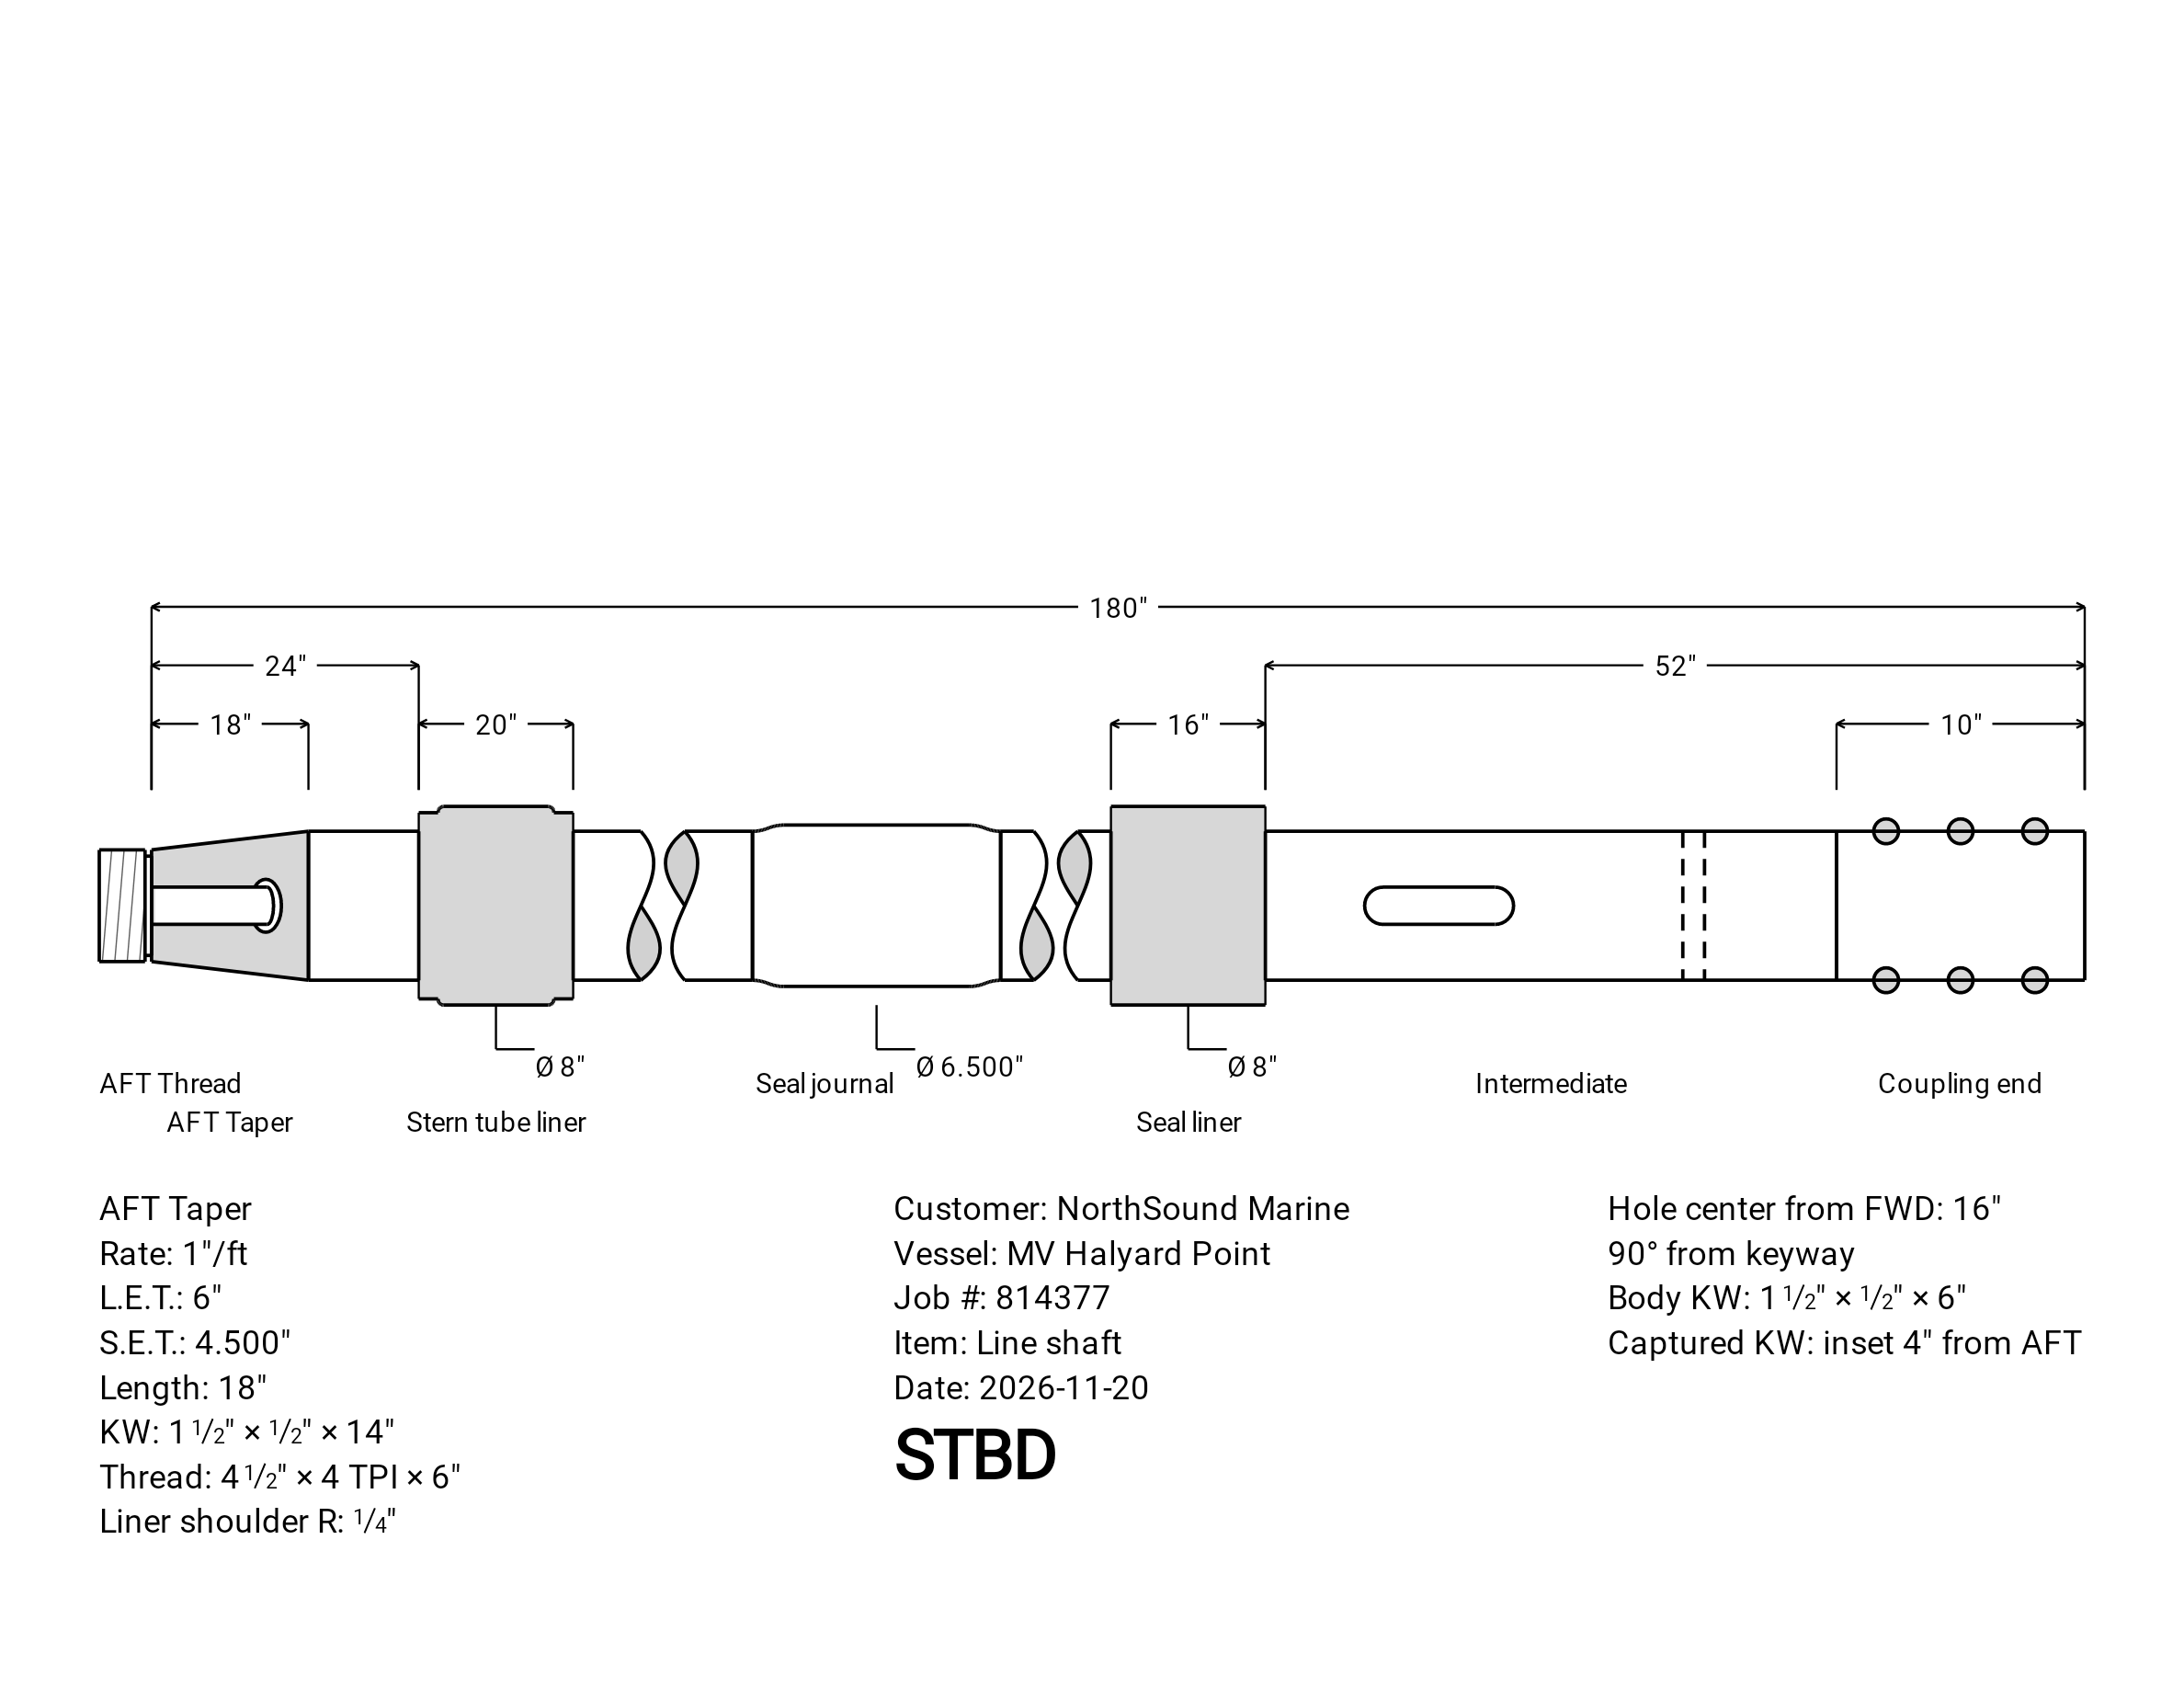 180"
24"
52"
18"
20"
16"
10"
Ø 8"
Ø 6.500"
Ø 8"
AFT Thread
Seal journal
Intermediate
Coupling end
AFT Taper
Stern tube liner
Seal liner
AFT Taper
Rate: 1"/ft
L.E.T.: 6"
S.E.T.: 4.500"
Length: 18"
KW: 1 1/2" × 1/2" × 14"
Thread: 4 1/2" × 4 TPI × 6"
Liner shoulder R: 1/4"
Customer: NorthSound Marine
Vessel: MV Halyard Point
Job #: 814377
Item: Line shaft
Date: 2026-11-20
STBD
Hole center from FWD: 16"
90° from keyway
Body KW: 1 1/2" × 1/2" × 6"
Captured KW: inset 4" from AFT